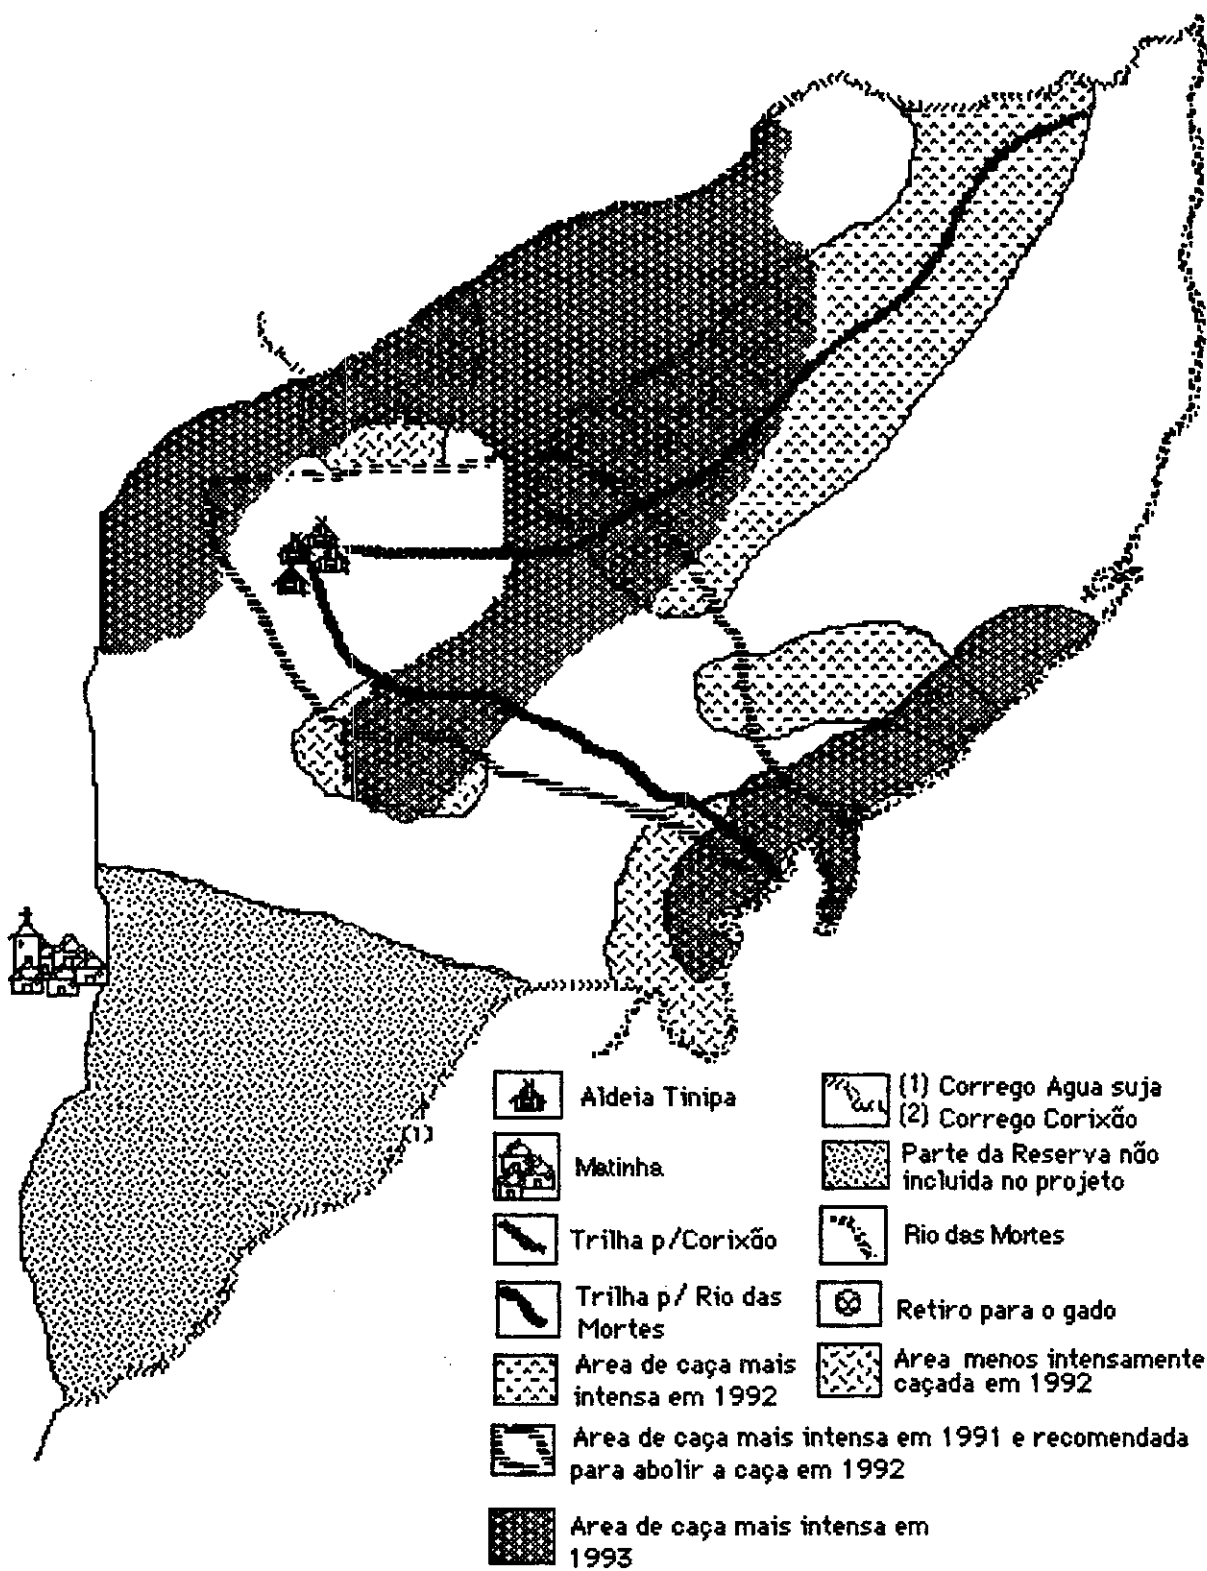 (1)
Aldeia Tinipa
Matinha
Trilha p/Corixão
Trilha p/ Rio das
Mortes
Area de caça mais
intensa em 1992
(1) Corrego Agua suja
(2) Corrego Corixão
Parte da Reserva não
incluida no projeto
Rio das Mortes
Retiro para o gado
Area menos intensamente
caçada em 1992
Area de caça mais intensa em 1991 e recomendada
para abolir a caça em 1992
Area de caça mais intensa em
1993